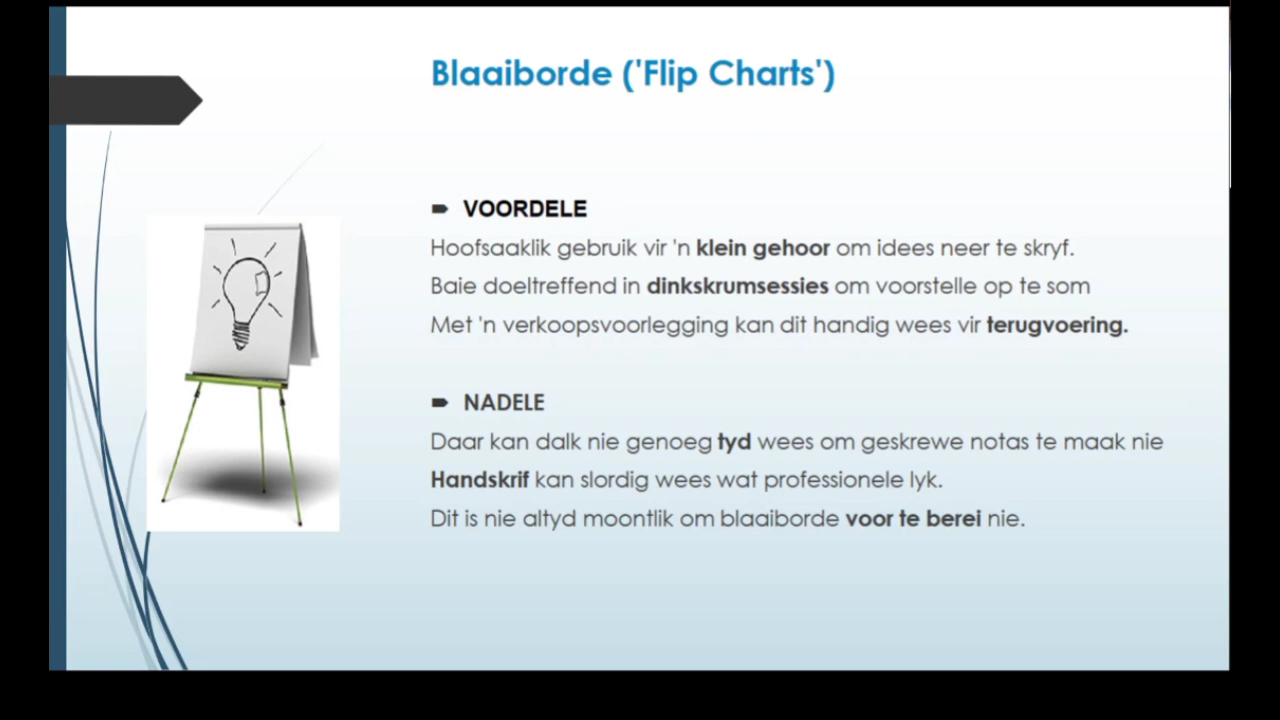 Blaaiborde ('Flip Charts')
VOORDELE
Hoofsaaklik gebruik vir 'n klein gehoor om idees neer te skryf.
Baie doeltreffend in dinkskrumsessies om voorstelle op te som
Met 'n verkoopsvoorlegging kan dit handig wees vir terugvoering.
NADELE
Daar kan dalk nie genoeg tyd wees om geskrewe notas te maak nie
Handskrif kan slordig wees wat professionele lyk.
Dit is nie altyd moontlik om blaaiborde voor te berei nie.